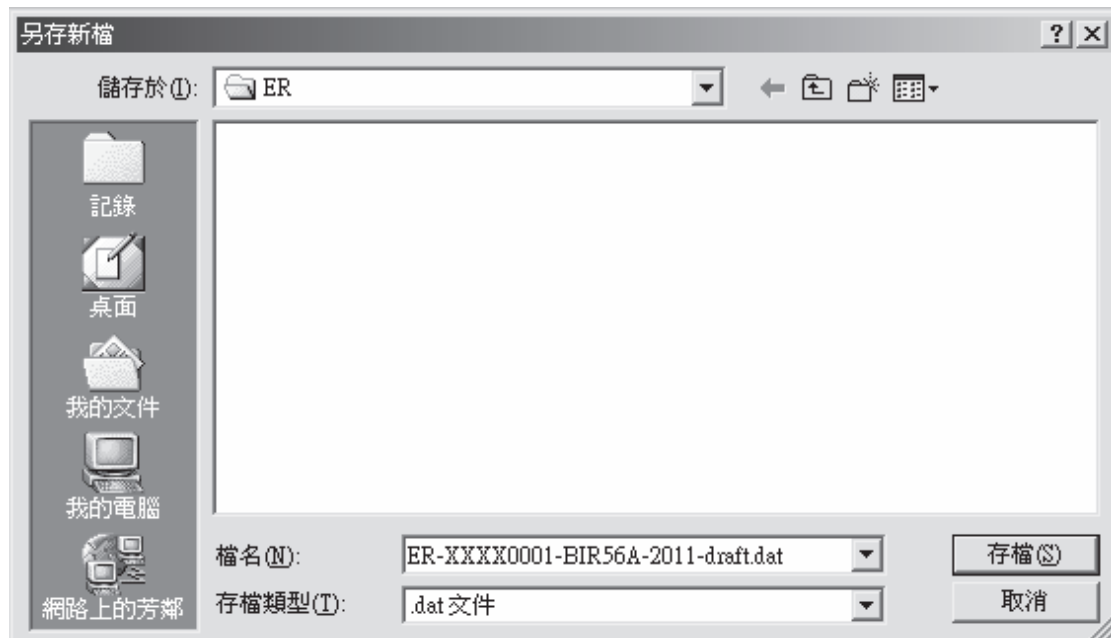 另存新檔
儲存於(I): ER
記錄
桌面
我的文件
我的電腦
網路上的芳鄰
檔名(N): ER-XXXX0001-BIR56A-2011-draft.dat 存檔(S)
存檔類型(T): .dat 文件 取消